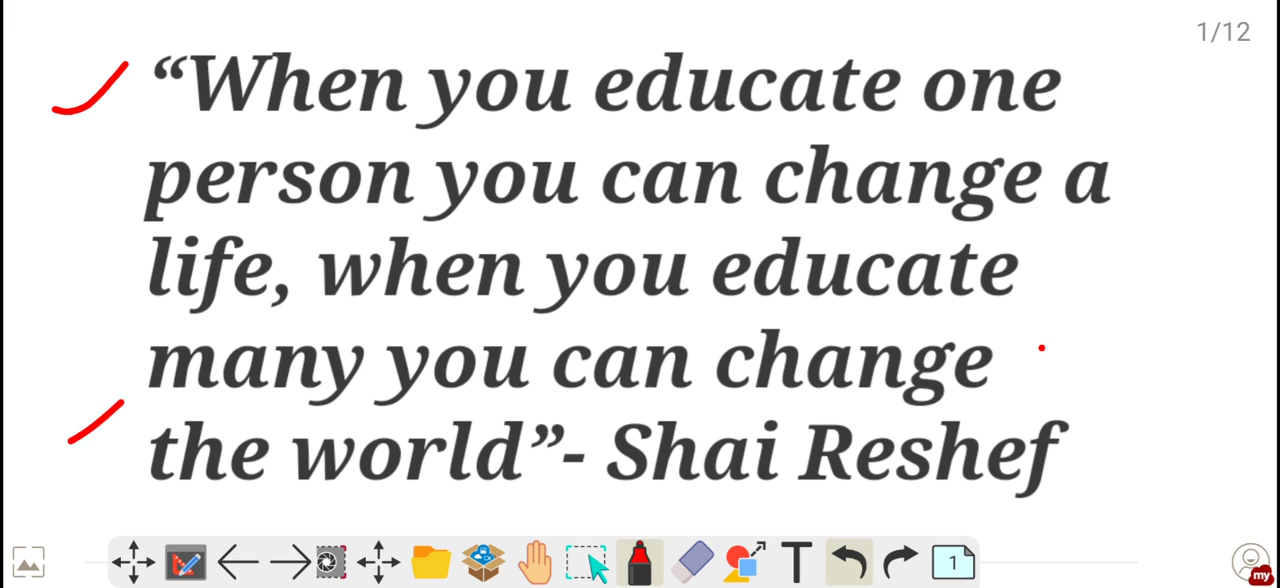 1/12
“When you educate one
person you can change a
life, when you educate
many you can change
the world”- Shai Reshef
T
1
my